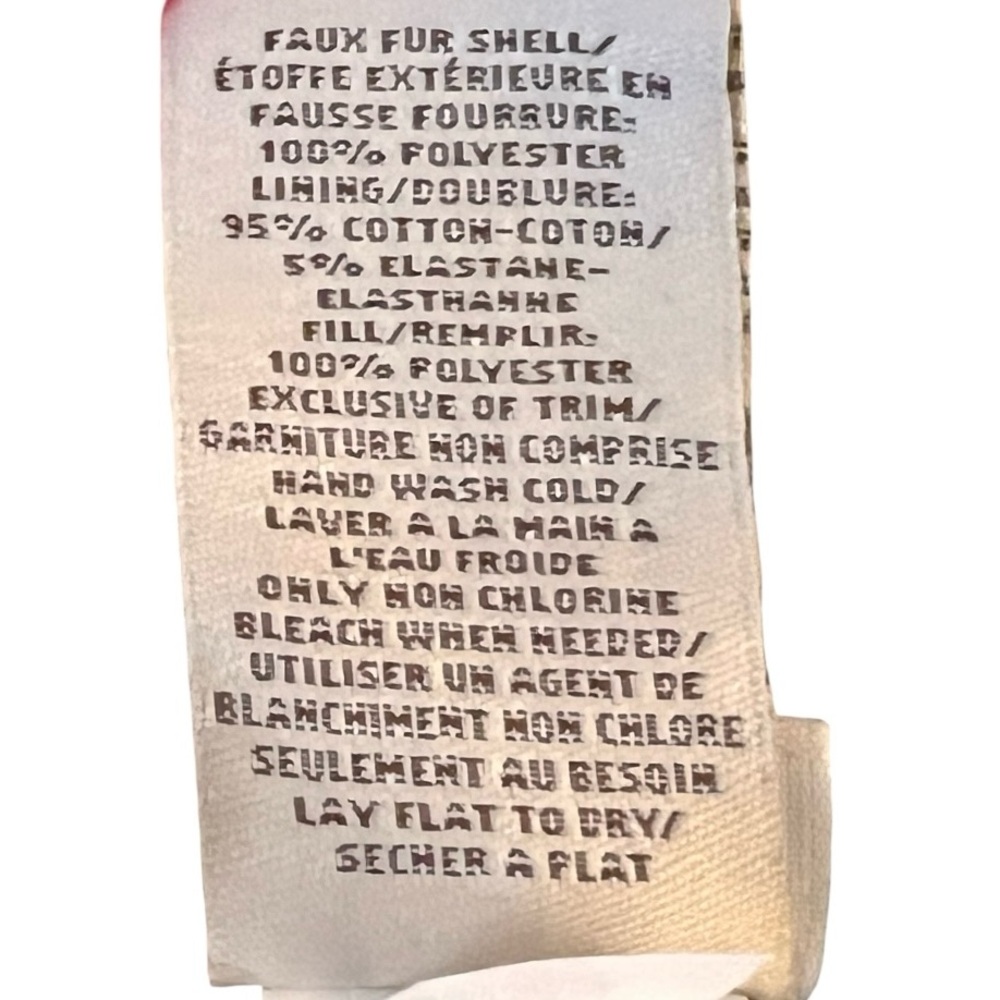 FAUX FUR SHELL/
ÉTOFFE EXTÉRIEURE EN
FAUSSE FOURRURE:
100% POLYESTER
LINING/DOUBLURE:
95% COTTON-COTON/
5% ELASTANE-
ELASTHANNE
FILL/REMPLIR:
100% POLYESTER
EXCLUSIVE OF TRIM/
GARNITURE NON COMPRISE
HAND WASH COLD/
LAVER A LA MAIN A
L'EAU FROIDE
ONLY NON CHLORINE
BLEACH WHEN NEEDED/
UTILISER UN AGENT DE
BLANCHIMENT NON CHLORE
SEULEMENT AU BESOIN
LAY FLAT TO DRY/
SECHER A PLAT